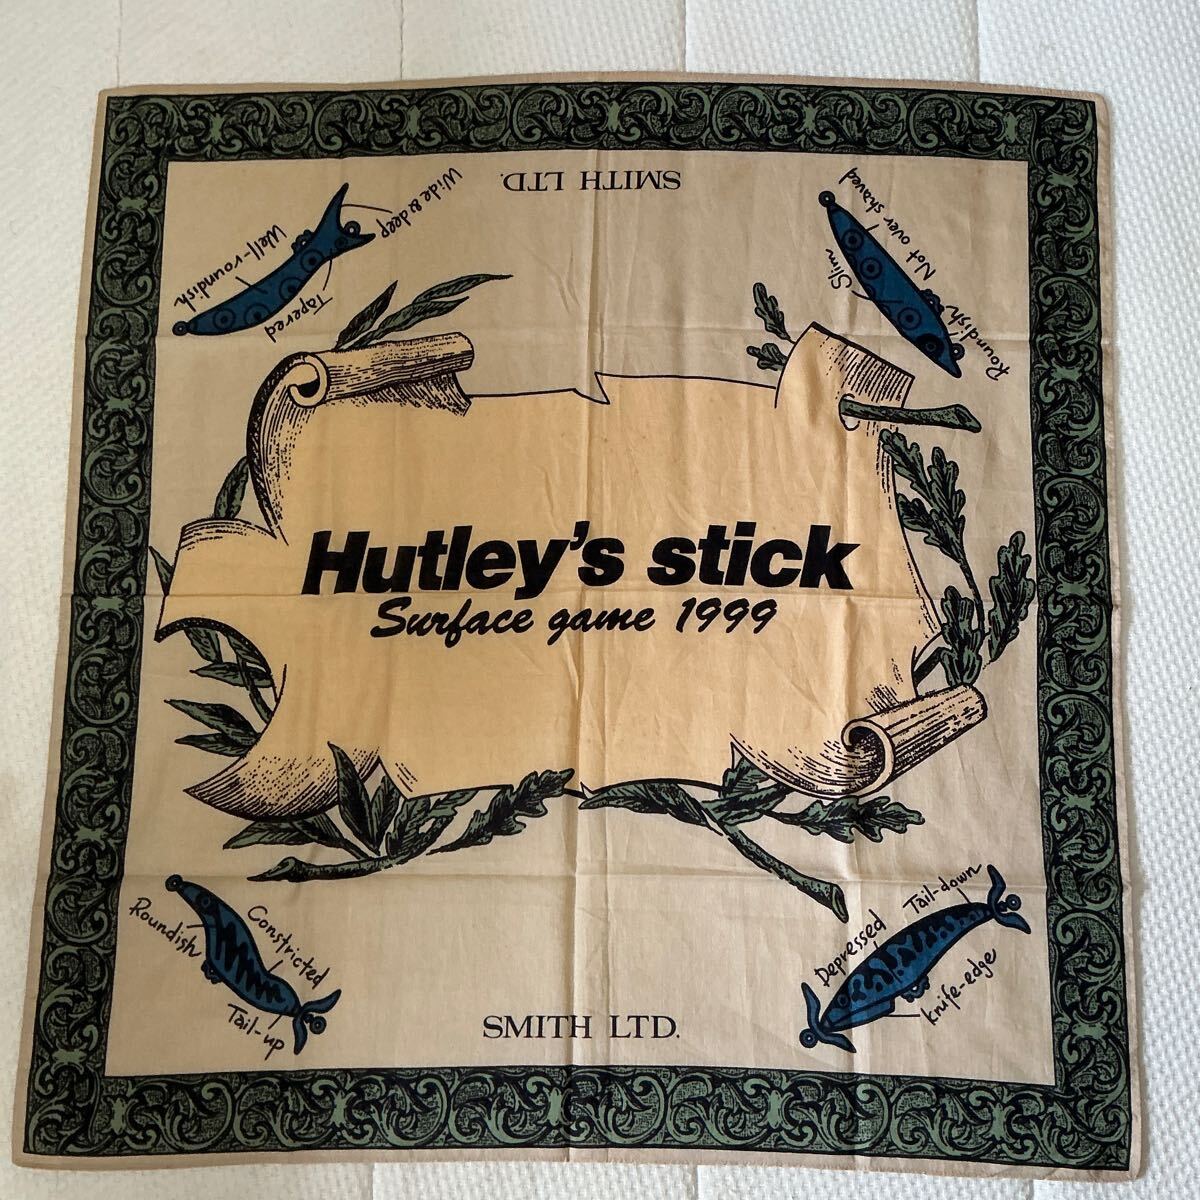 SMITH LTD.
Wide & deep
Well-roundish
Tapered
Not over shaved
Slim
Roundish
Hutley's stick
Surface game 1999
Roundish
Constricted
Tail-up
Depressed
Tail-down
knife-edge
SMITH LTD.